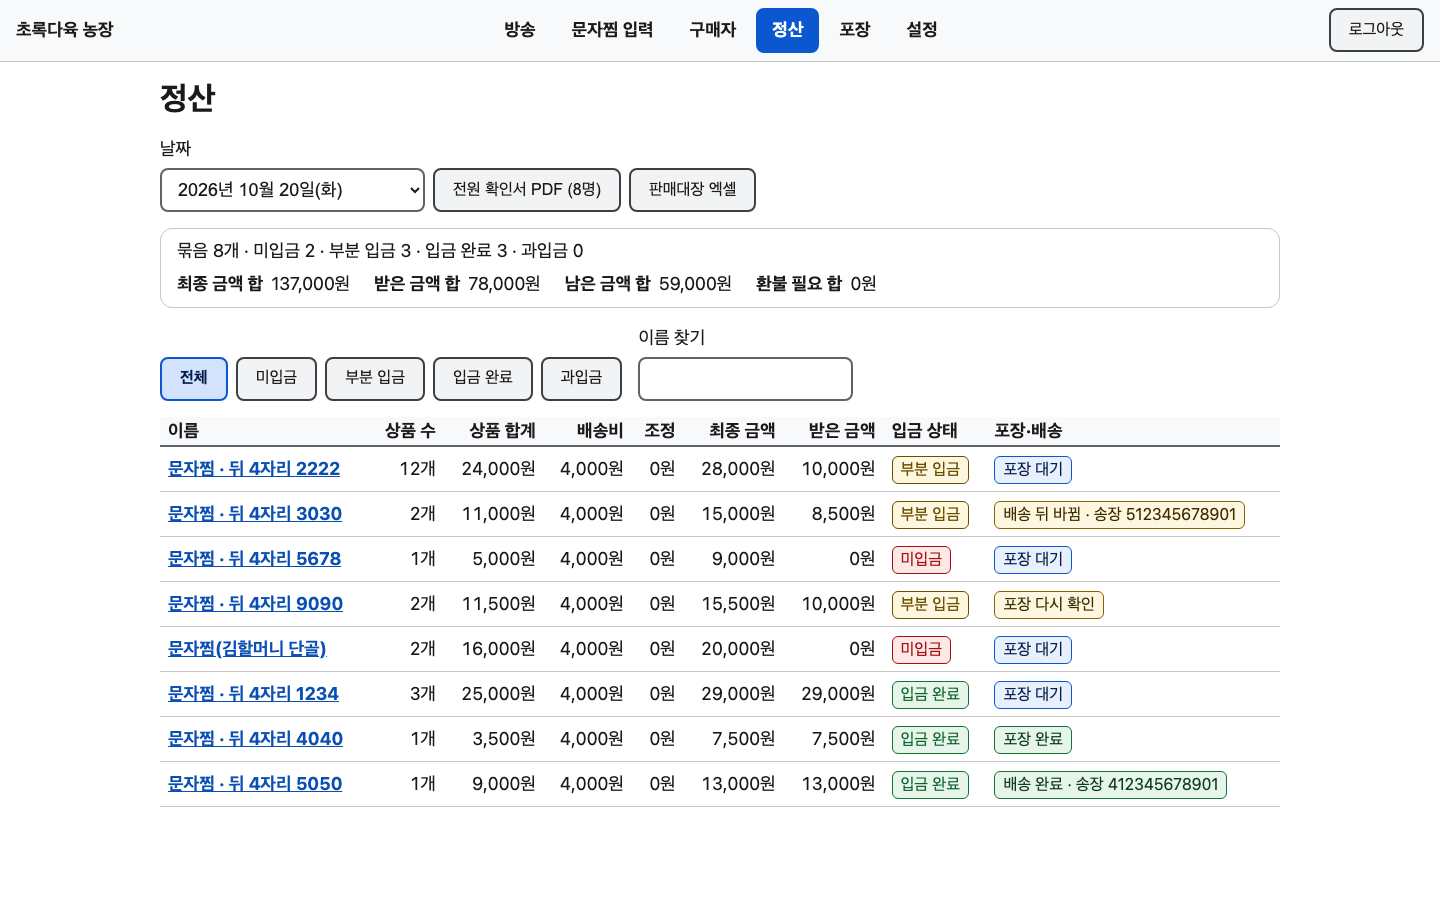 초록다육 농장 방송 문자찜 입력 구매자 정산 포장 설정 로그아웃
정산
날짜
2026년 10월 20일(화) 전원 확인서 PDF (8명) 판매대장 엑셀
묶음 8개 · 미입금 2 · 부분 입금 3 · 입금 완료 3 · 과입금 0
최종 금액 합 137,000원 받은 금액 합 78,000원 남은 금액 합 59,000원 환불 필요 합 0원
이름 찾기
전체 미입금 부분 입금 입금 완료 과입금
이름 상품 수 상품 합계 배송비 조정 최종 금액 받은 금액 입금 상태 포장·배송
문자찜 · 뒤 4자리 2222 12개 24,000원 4,000원 0원 28,000원 10,000원 부분 입금 포장 대기
문자찜 · 뒤 4자리 3030 2개 11,000원 4,000원 0원 15,000원 8,500원 부분 입금 배송 뒤 바뀜 · 송장 512345678901
문자찜 · 뒤 4자리 5678 1개 5,000원 4,000원 0원 9,000원 0원 미입금 포장 대기
문자찜 · 뒤 4자리 9090 2개 11,500원 4,000원 0원 15,500원 10,000원 부분 입금 포장 다시 확인
문자찜(김할머니 단골) 2개 16,000원 4,000원 0원 20,000원 0원 미입금 포장 대기
문자찜 · 뒤 4자리 1234 3개 25,000원 4,000원 0원 29,000원 29,000원 입금 완료 포장 대기
문자찜 · 뒤 4자리 4040 1개 3,500원 4,000원 0원 7,500원 7,500원 입금 완료 포장 완료
문자찜 · 뒤 4자리 5050 1개 9,000원 4,000원 0원 13,000원 13,000원 입금 완료 배송 완료 · 송장 412345678901